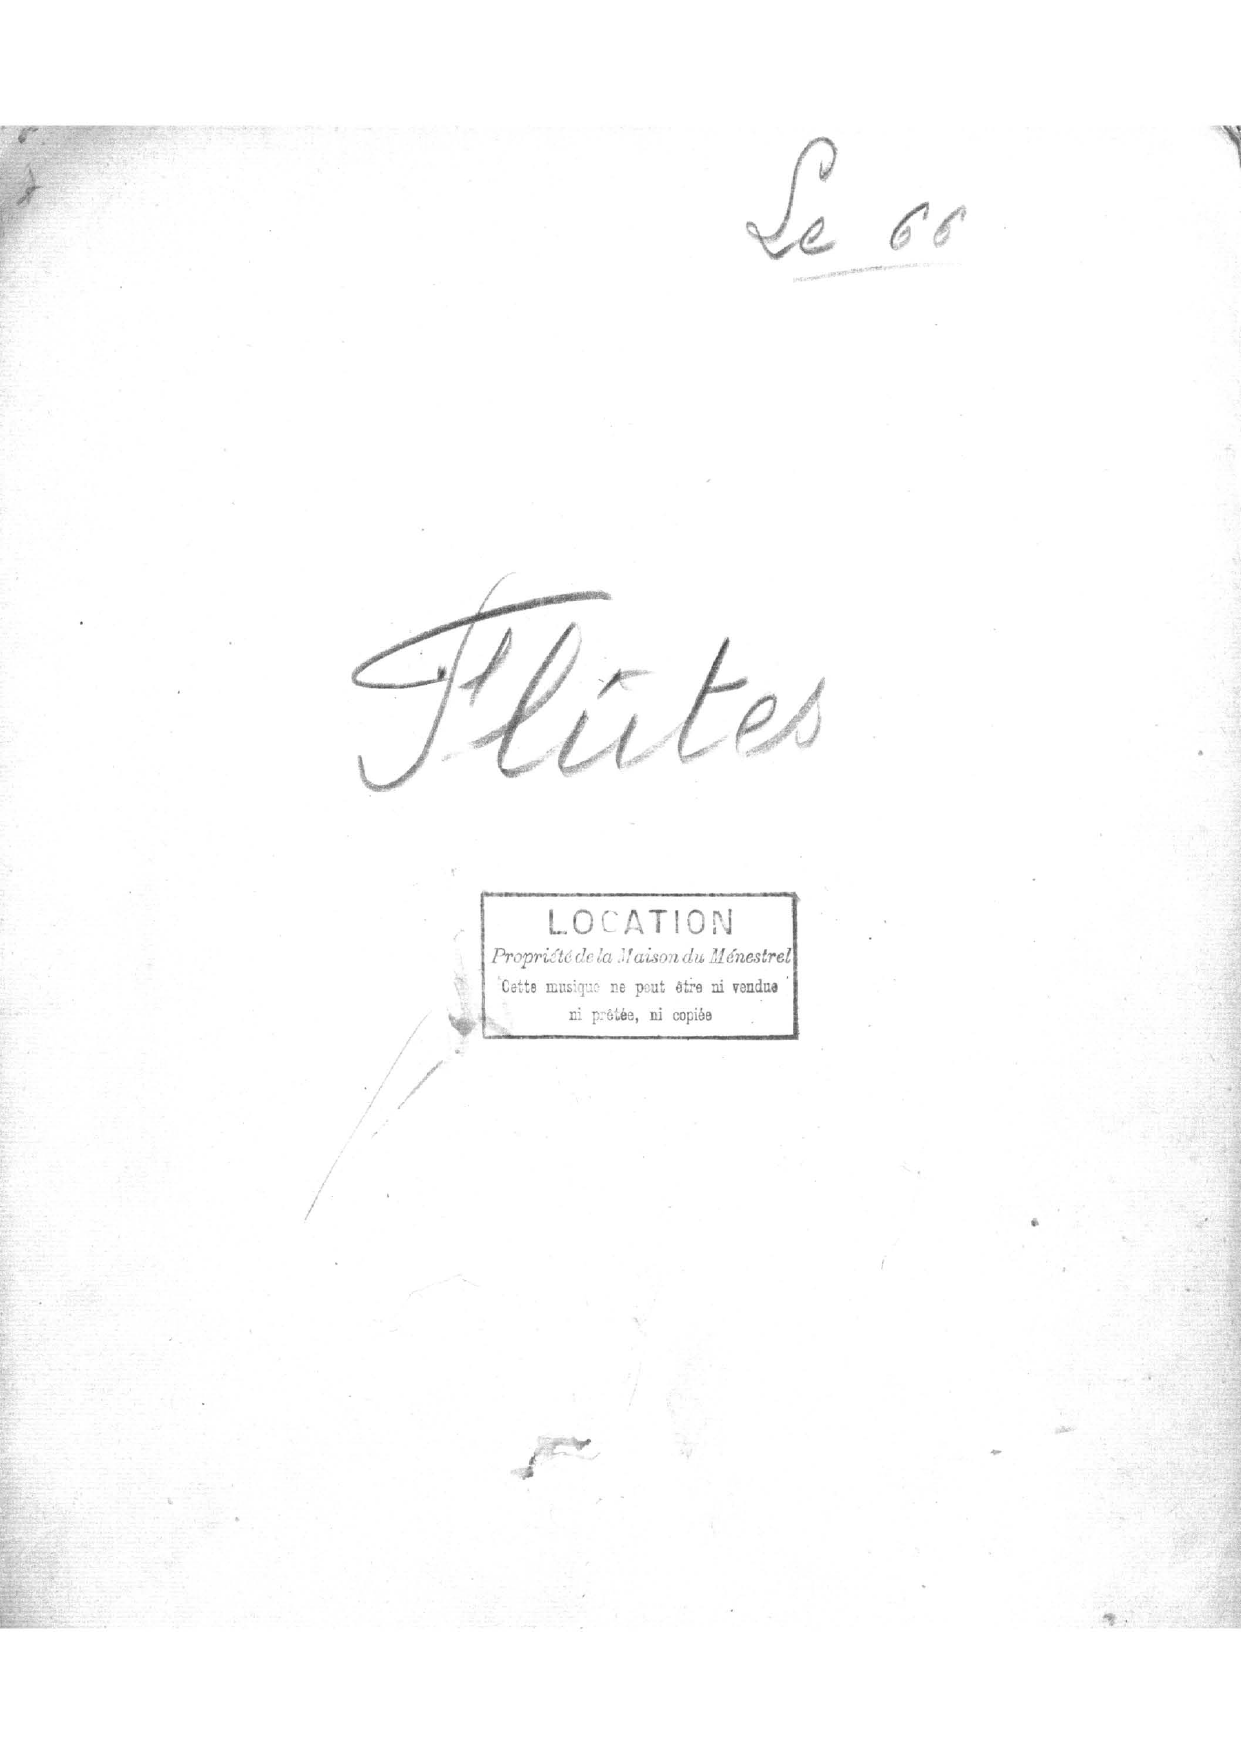 Le 66
Flûtes
LOCATION
Propriété de la Maison du Ménestrel
Cette musique ne peut être ni vendue
ni prêtée, ni copiée